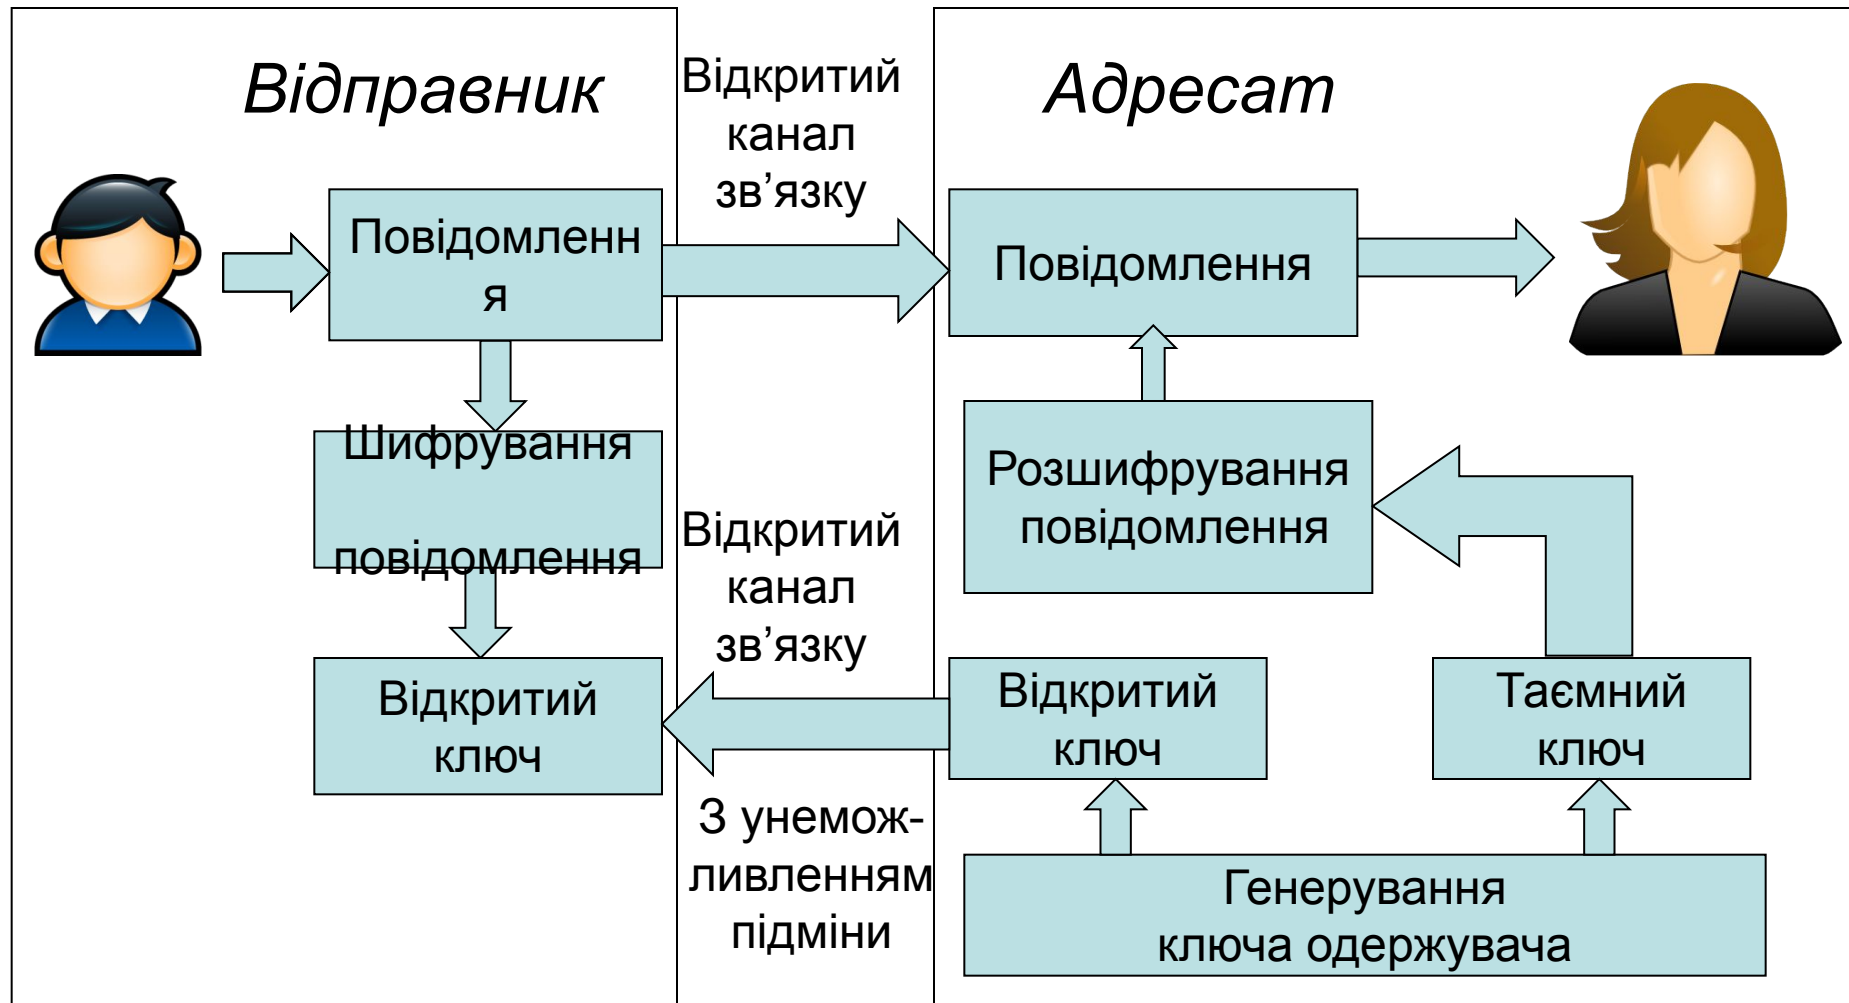 Відправник
Відкритий
канал
зв’язку
Адресат
Повідомленн
я
Повідомлення
Шифрування
повідомлення
Відкритий
канал
зв’язку
Розшифрування
повідомлення
Відкритий
ключ
Відкритий
ключ
Таємний
ключ
З унемож-
ливленням
підміни
Генерування
ключа одержувача